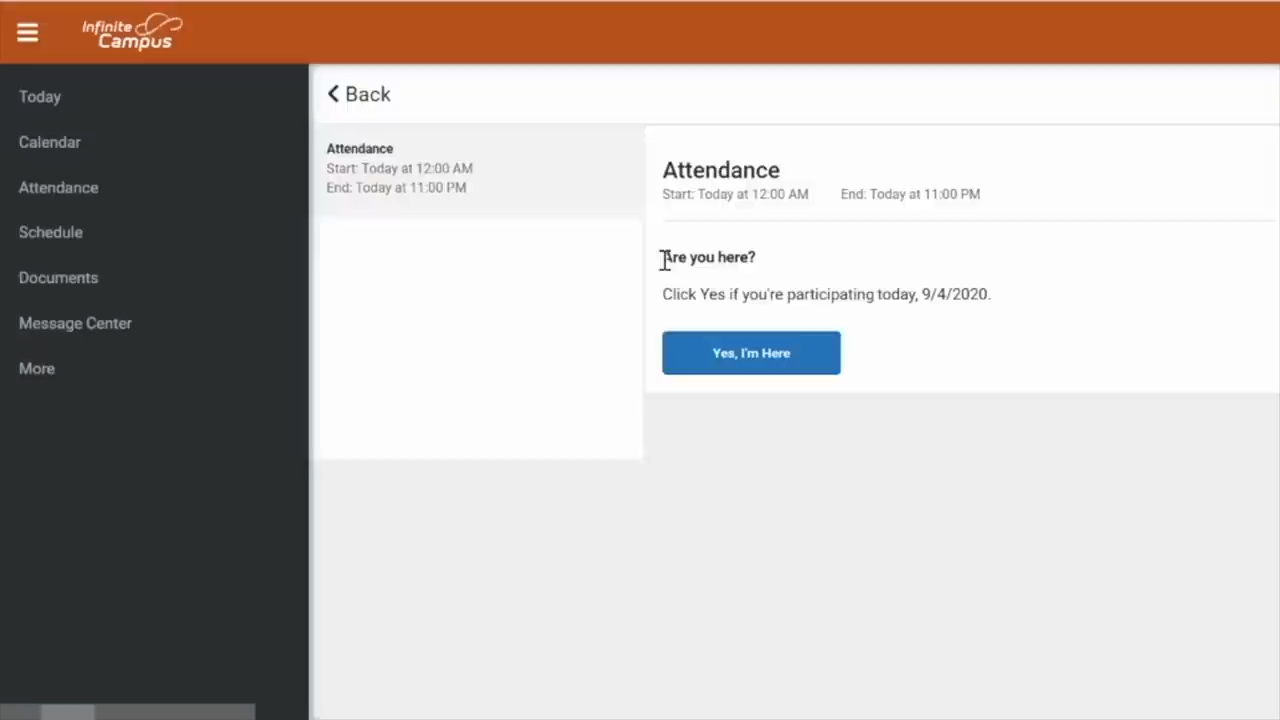 Infinite
Campus
Today
Calendar
Attendance
Schedule
Documents
Message Center
More
Back
Attendance
Start: Today at 12:00 AM
End: Today at 11:00 PM
Attendance
Start: Today at 12:00 AM End: Today at 11:00 PM
Are you here?
Click Yes if you're participating today, 9/4/2020.
Yes, I'm Here